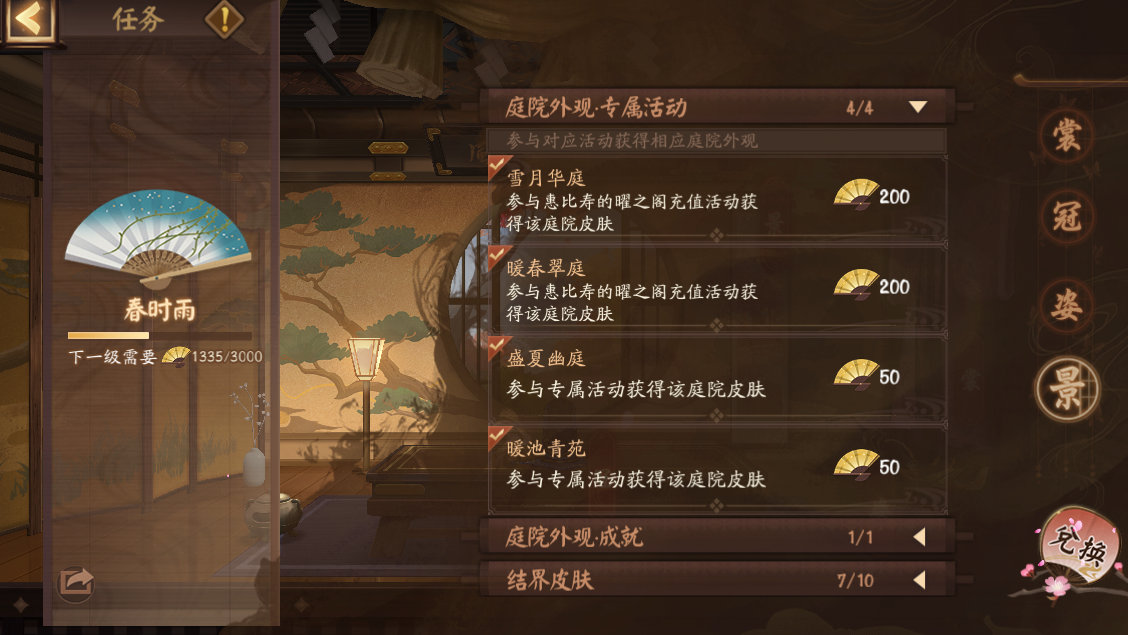 任务
春时雨
下一级需要 1335/3000
庭院外观·专属活动 4/4
参与对应活动获得相应庭院外观
雪月华庭
参与惠比寿的曜之阁充值活动获
得该庭院皮肤
200
暖春翠庭
参与惠比寿的曜之阁充值活动获
得该庭院皮肤
200
盛夏幽庭
参与专属活动获得该庭院皮肤
50
暖池青苑
参与专属活动获得该庭院皮肤
50
庭院外观·成就 1/1
结界皮肤 7/10
裳
冠
姿
景
兑换